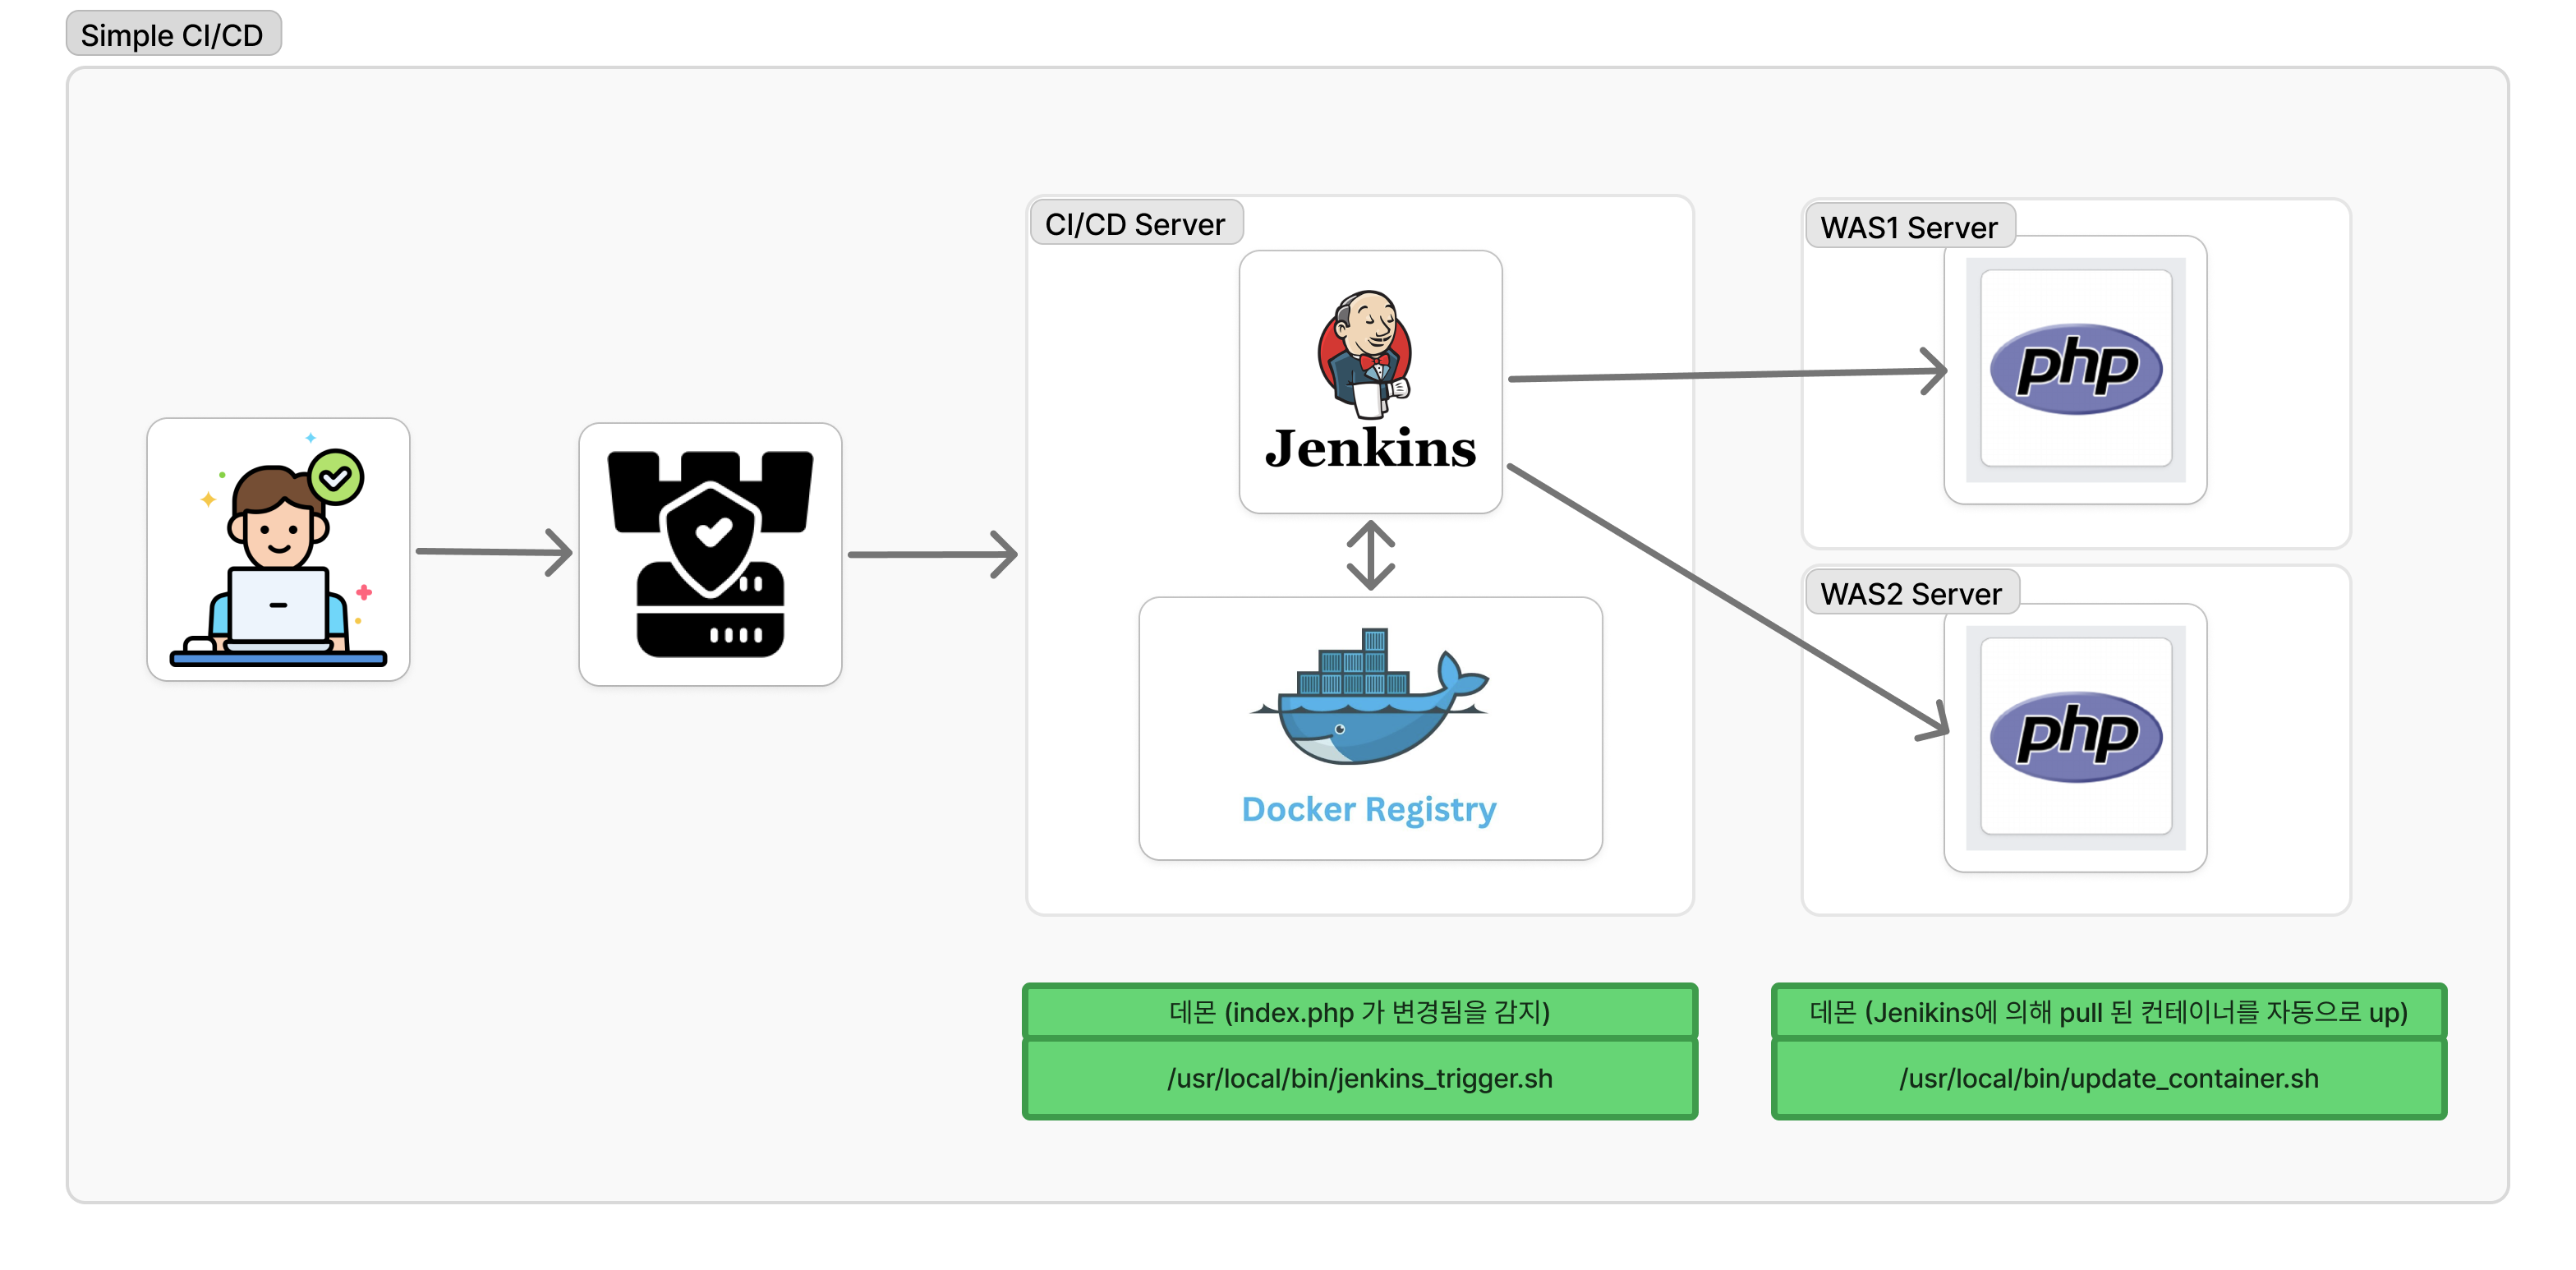 Simple CI/CD
CI/CD Server
Jenkins
Docker Registry
WAS1 Server
php
WAS2 Server
php
데몬 (index.php 가 변경됨을 감지)
/usr/local/bin/jenkins_trigger.sh
데몬 (Jenikins에 의해 pull 된 컨테이너를 자동으로 up)
/usr/local/bin/update_container.sh